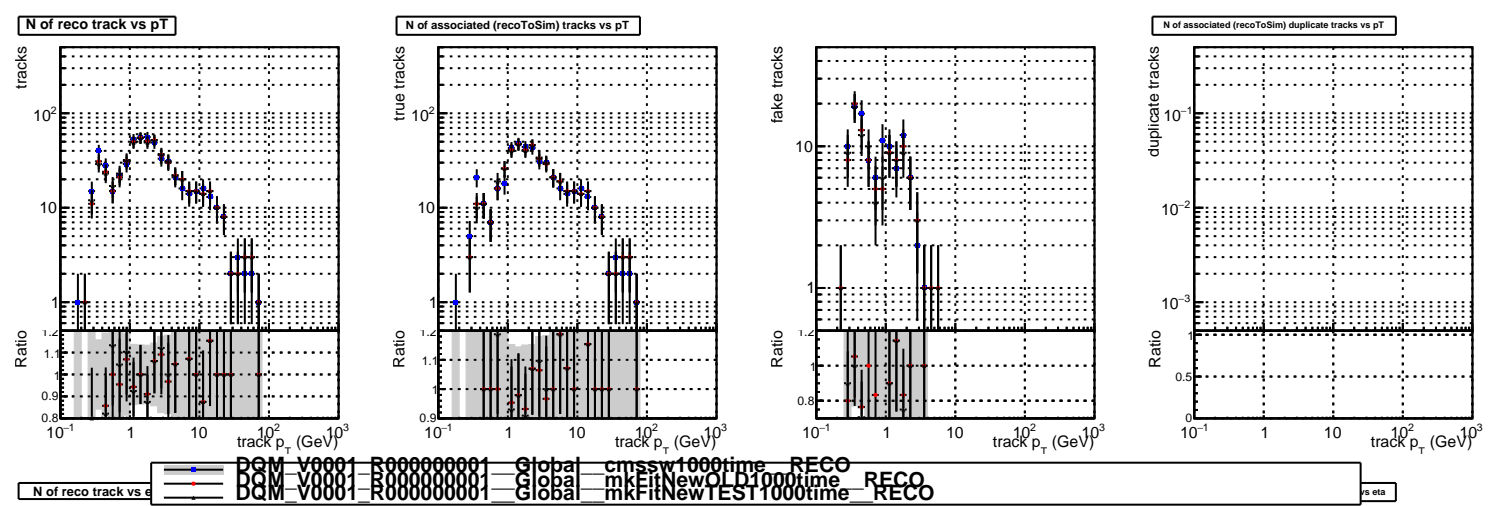 N of reco track vs pT
N of associated (recoToSim) tracks vs pT
N of associated (recoToSim) duplicate tracks vs pT
tracks
10²
10
1
Ratio
1.2
1.1
1
0.9
0.8
10⁻¹ 1 10 10² 10³
track p_T (GeV)
true tracks
10²
10
1
Ratio
1.2
1.1
1
0.9
10⁻¹ 1 10 10² 10³
track p_T (GeV)
fake tracks
10
1
Ratio
1
0.8
10⁻¹ 1 10 10² 10³
track p_T (GeV)
duplicate tracks
10⁻¹
10⁻²
10⁻³
Ratio
1
0.5
0
10⁻¹ 1 10 10² 10³
track p_T (GeV)
DQM_V0001_R000000001__Global__cmssw1000time__RECO
DQM_V0001_R000000001__Global__mkFitNewOLD1000time__RECO
DQM_V0001_R000000001__Global__mkFitNewTEST1000time__RECO
N of reco track vs e
vs eta